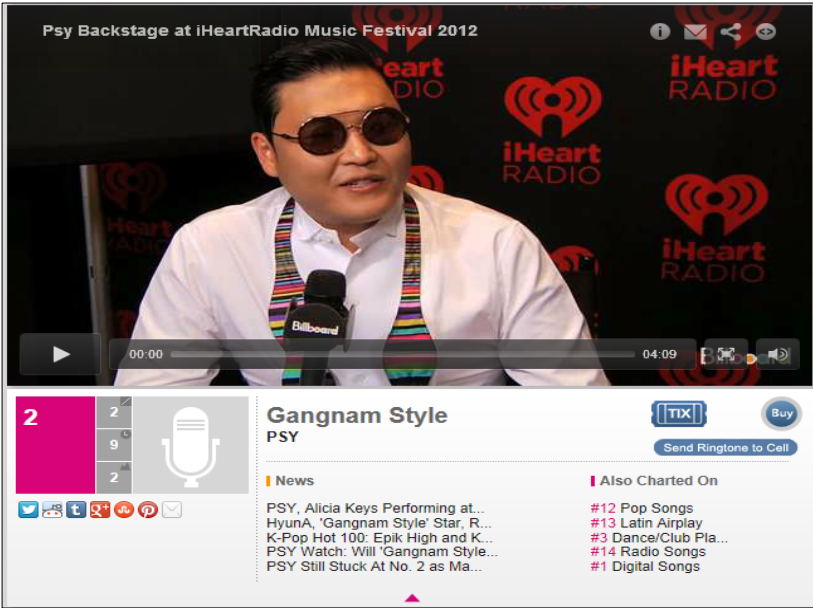 Psy Backstage at iHeartRadio Music Festival 2012
eart
DIO
iHeart
RADIO
iHeart
RADIO
Heart
iHeart
RADIO
Billboard
00:00
04:09
2
2
9
2
Gangnam Style
PSY
TIX
Buy
Send Ringtone to Cell
News
PSY, Alicia Keys Performing at...
HyunA, 'Gangnam Style' Star, R...
K-Pop Hot 100: Epik High and K...
PSY Watch: Will 'Gangnam Style...
PSY Still Stuck At No. 2 as Ma...
Also Charted On
#12 Pop Songs
#13 Latin Airplay
#3 Dance/Club Pla...
#14 Radio Songs
#1 Digital Songs